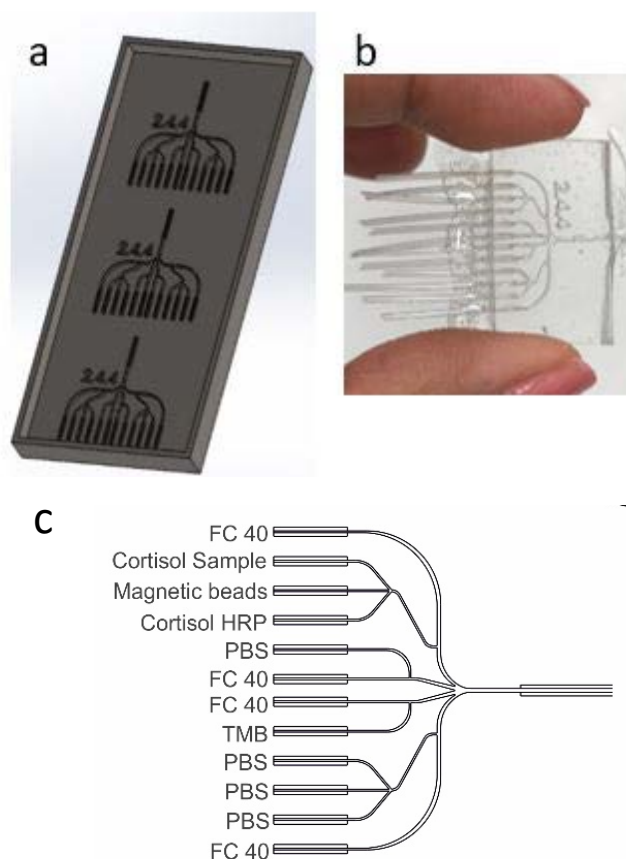 a
2.4.4
2.4.4
2.4.4
b
2.4.4
c
FC 40
Cortisol Sample
Magnetic beads
Cortisol HRP
PBS
FC 40
FC 40
TMB
PBS
PBS
PBS
FC 40